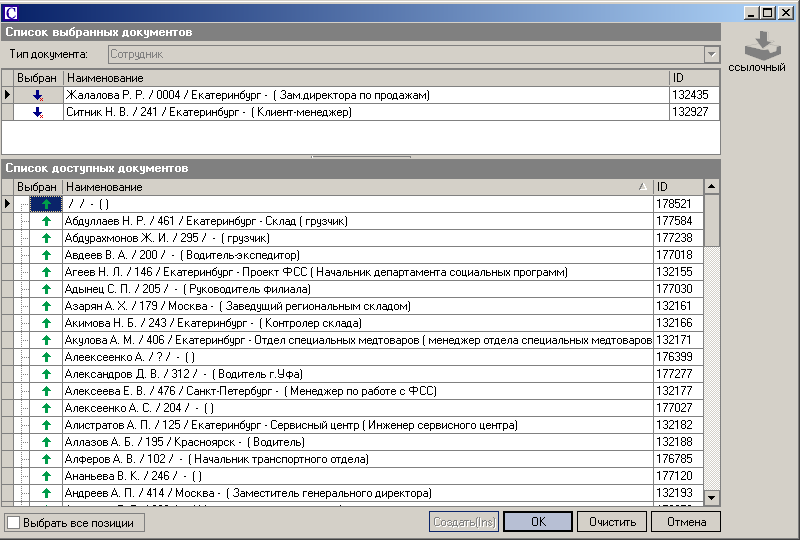 C
Список выбранных документов
Тип документа: Сотрудник
ссылочный
Выбран Наименование ID
Жалалова Р. Р. / 0004 / Екатеринбург - ( Зам.директора по продажам) 132435
Ситник Н. В. / 241 / Екатеринбург - ( Клиент-менеджер) 132927
Список доступных документов
Выбран Наименование ID
/ / - ( ) 178521
Абдуллаев Н. Р. / 461 / Екатеринбург - Склад ( грузчик) 177584
Абдурахмонов Ж. И. / 295 / - ( грузчик) 177238
Авдеев В. А. / 200 / - ( Водитель-экспедитор) 177018
Агеев Н. Л. / 146 / Екатеринбург - Проект ФСС ( Начальник департамента социальных программ) 132155
Адынец С. П. / 205 / - ( Руководитель филиала) 177030
Азарян А. Х. / 179 / Москва - ( Заведущий региональным складом) 132161
Акимова Н. Б. / 243 / Екатеринбург - ( Контролер склада) 132166
Акулова А. М. / 406 / Екатеринбург - Отдел специальных медтоваров ( менеджер отдела специальных медтоваров 132171
Алеексеенко А. / ? / - ( ) 176399
Александров Д. В. / 312 / - ( Водитель г.Уфа) 177277
Алексеева Е. В. / 476 / Санкт-Петербург - ( Менеджер по работе с ФСС) 132177
Алексеенко А. С. / 204 / - ( ) 177027
Алистратов А. П. / 125 / Екатеринбург - Сервисный центр ( Инженер сервисного центра) 132182
Аллазов А. Б. / 195 / Красноярск - ( Водитель) 132188
Алферов А. В. / 102 / - ( Начальник транспортного отдела) 176785
Ананьева В. К. / 246 / - ( ) 177120
Андреев А. П. / 414 / Москва - ( Заместитель генерального директора) 132193
Выбрать все позиции Создать(Ins) OK Очистить Отмена